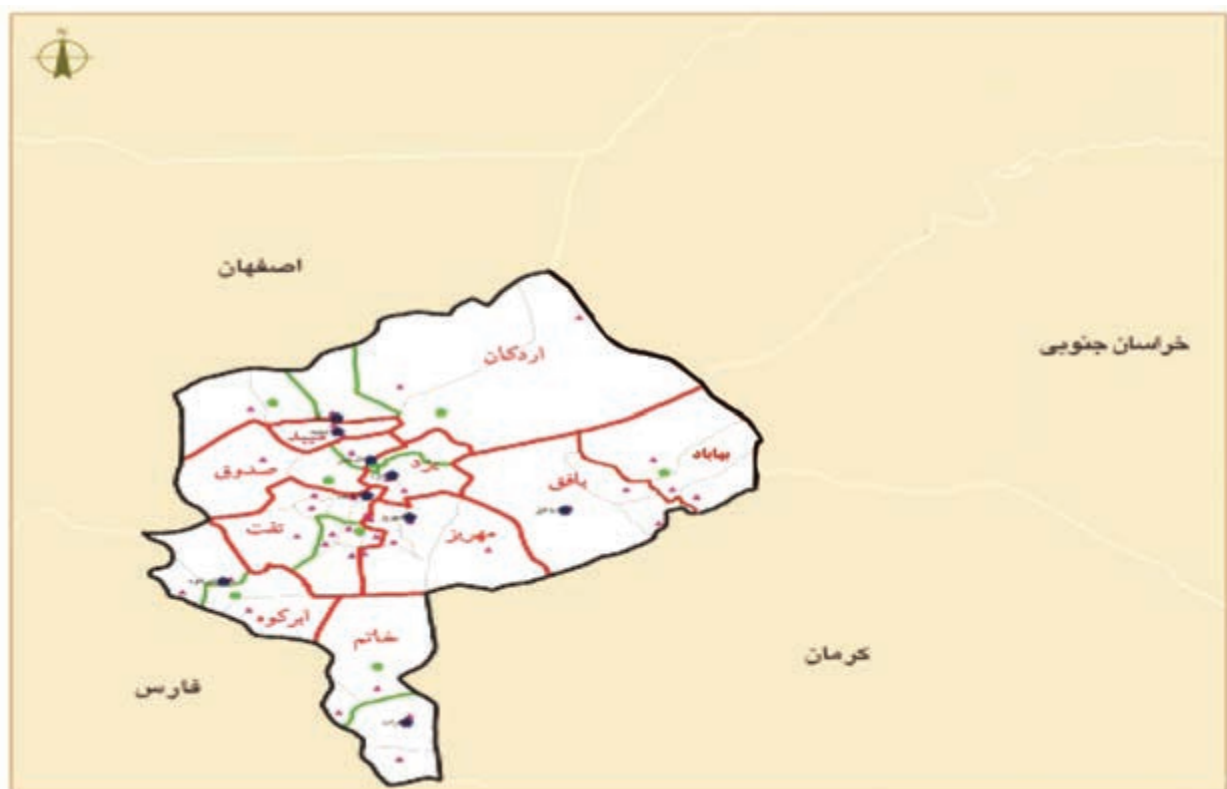 N
اصفهان
خراسان جنوبی
اردکان
میبد
بهاباد
یزد
صدوق
بافق
تفت
مهریز
ابرکوه
خاتم
کرمان
فارس